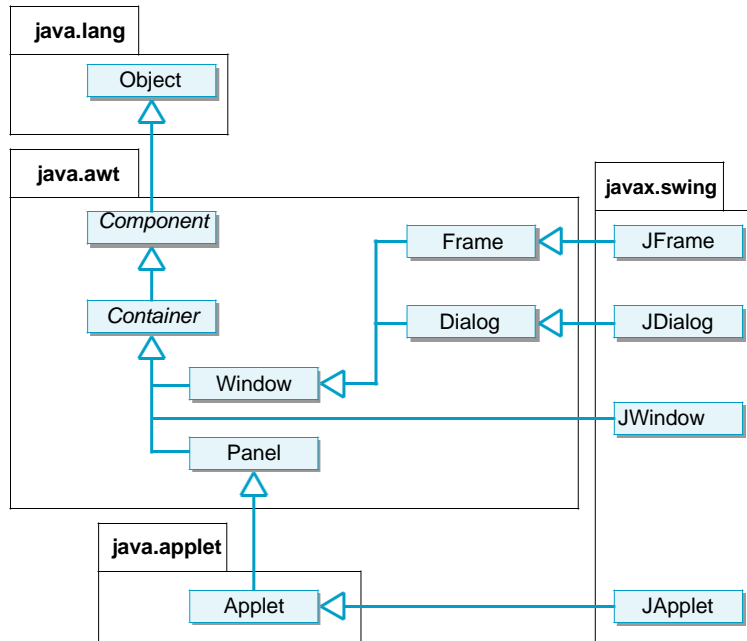 java.lang
Object
java.awt
javax.swing
Component
Frame
JFrame
Container
Dialog
JDialog
Window
JWindow
Panel
java.applet
Applet
JApplet